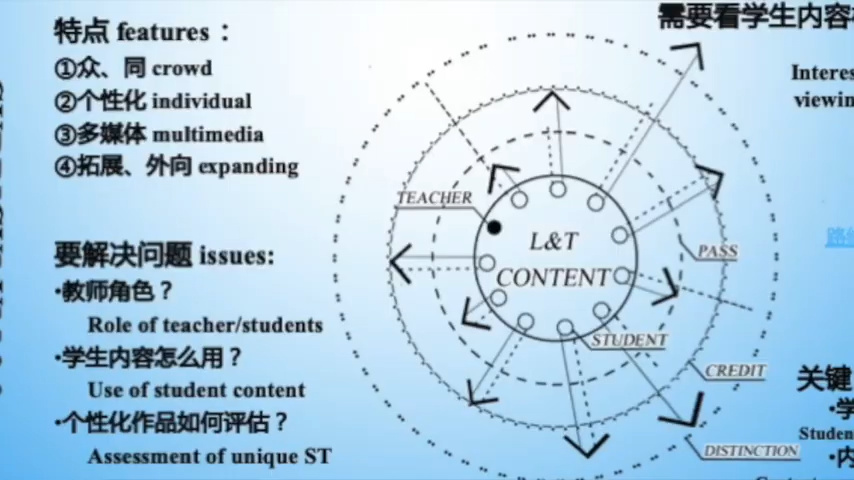 特点 features：
①众、同 crowd
②个性化 individual
③多媒体 multimedia
④拓展、外向 expanding
要解决问题 issues:
·教师角色？
Role of teacher/students
·学生内容怎么用？
Use of student content
·个性化作品如何评估？
Assessment of unique ST
TEACHER
L&T
CONTENT
STUDENT
PASS
CREDIT
DISTINCTION
需要看学生内容
Interes
viewin
关键
·学
Studen
·内